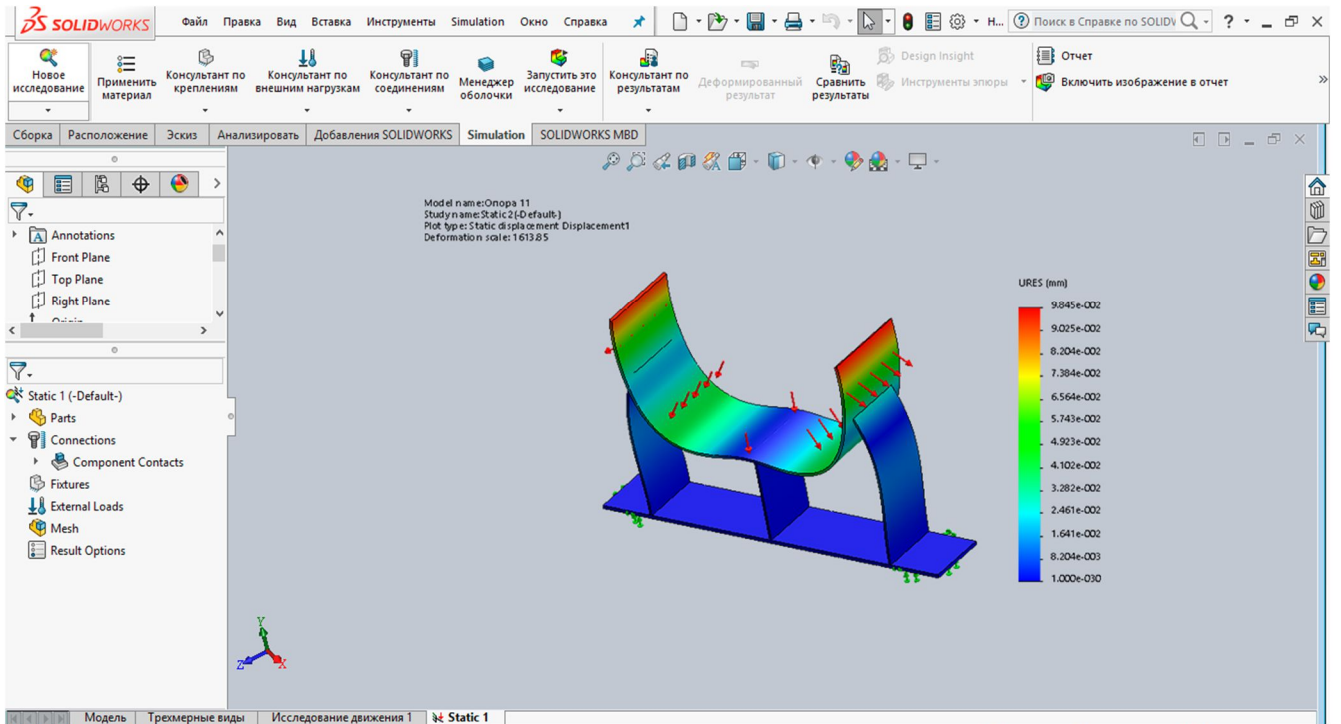 SOLIDWORKS
Файл Правка Вид Вставка Инструменты Simulation Окно Справка
Н...
Поиск в Справке по SOLIDV
?
Новое исследование
Применить материал
Консультант по креплениям
Консультант по внешним нагрузкам
Консультант по соединениям
Менеджер оболочки
Запустить это исследование
Консультант по результатам
Деформированный результат
Сравнить результаты
Design Insight
Инструменты эпюры
Отчет
Включить изображение в отчет
Сборка Расположение Эскиз Анализировать Добавления SOLIDWORKS Simulation SOLIDWORKS MBD
Annotations
Front Plane
Top Plane
Right Plane
Static 1 (-Default-)
Parts
Connections
Component Contacts
Fixtures
External Loads
Mesh
Result Options
Model name:Опора 11
Study name:Static 2(-Default-)
Plot type: Static displacement Displacement1
Deformation scale: 1613.85
URES (mm)
9.845e-002
9.025e-002
8.204e-002
7.384e-002
6.564e-002
5.743e-002
4.923e-002
4.102e-002
3.282e-002
2.461e-002
1.641e-002
8.204e-003
1.000e-030
Y
Z
X
Модель Трехмерные виды Исследование движения 1 Static 1